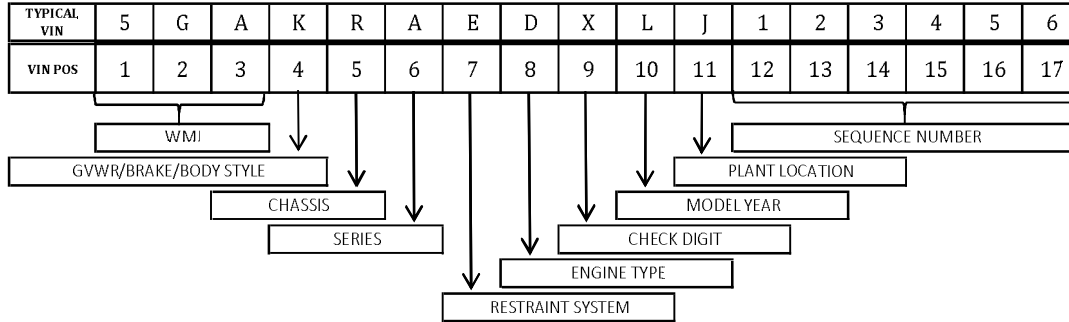 TYPICAL VIN 5 G A K R A E D X L J 1 2 3 4 5 6
VIN POS 1 2 3 4 5 6 7 8 9 10 11 12 13 14 15 16 17
WMI SEQUENCE NUMBER
GVWR/BRAKE/BODY STYLE PLANT LOCATION
CHASSIS MODEL YEAR
SERIES CHECK DIGIT
ENGINE TYPE
RESTRAINT SYSTEM